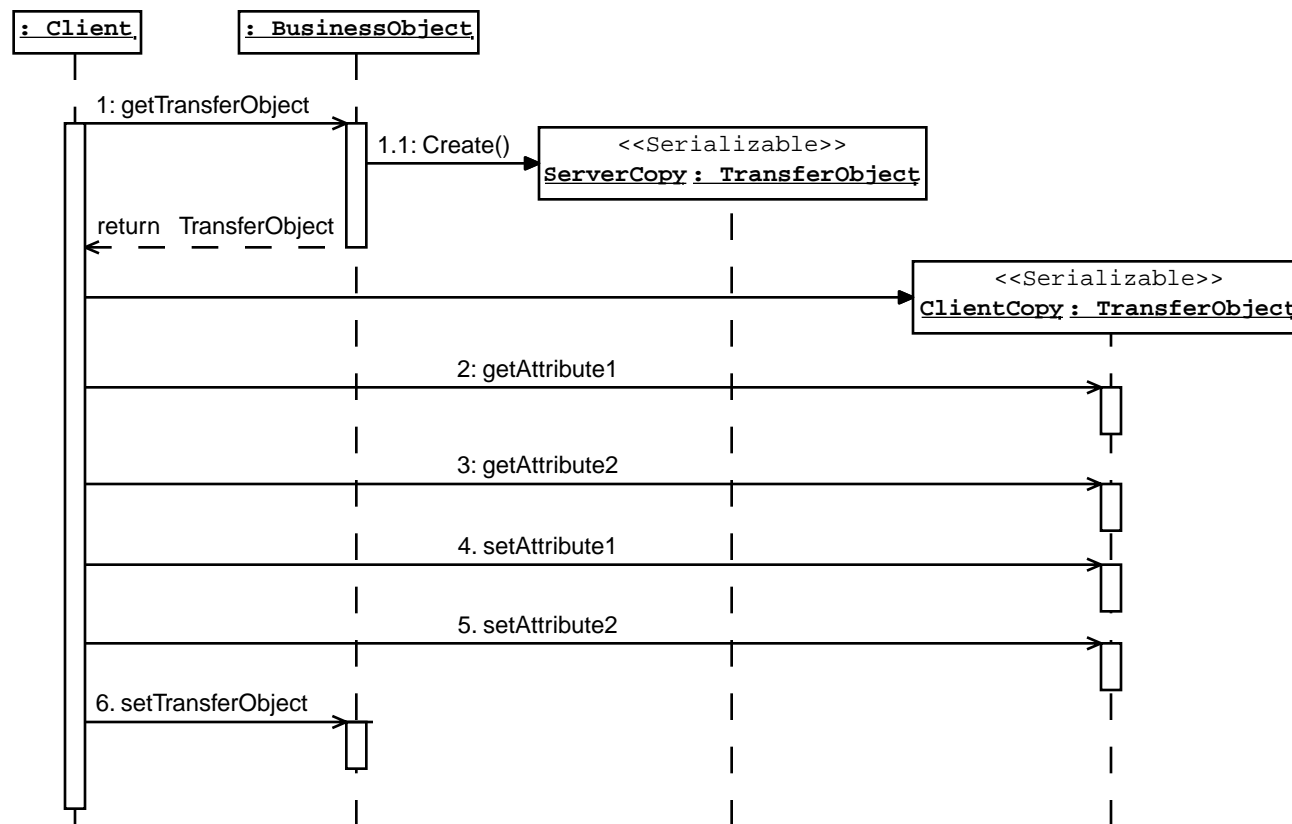 : Client
: BusinessObject
1: getTransferObject
1.1: Create()
<<Serializable>>
ServerCopy : TransferObject
return TransferObject
<<Serializable>>
ClientCopy : TransferObject
2: getAttribute1
3: getAttribute2
4. setAttribute1
5. setAttribute2
6. setTransferObject